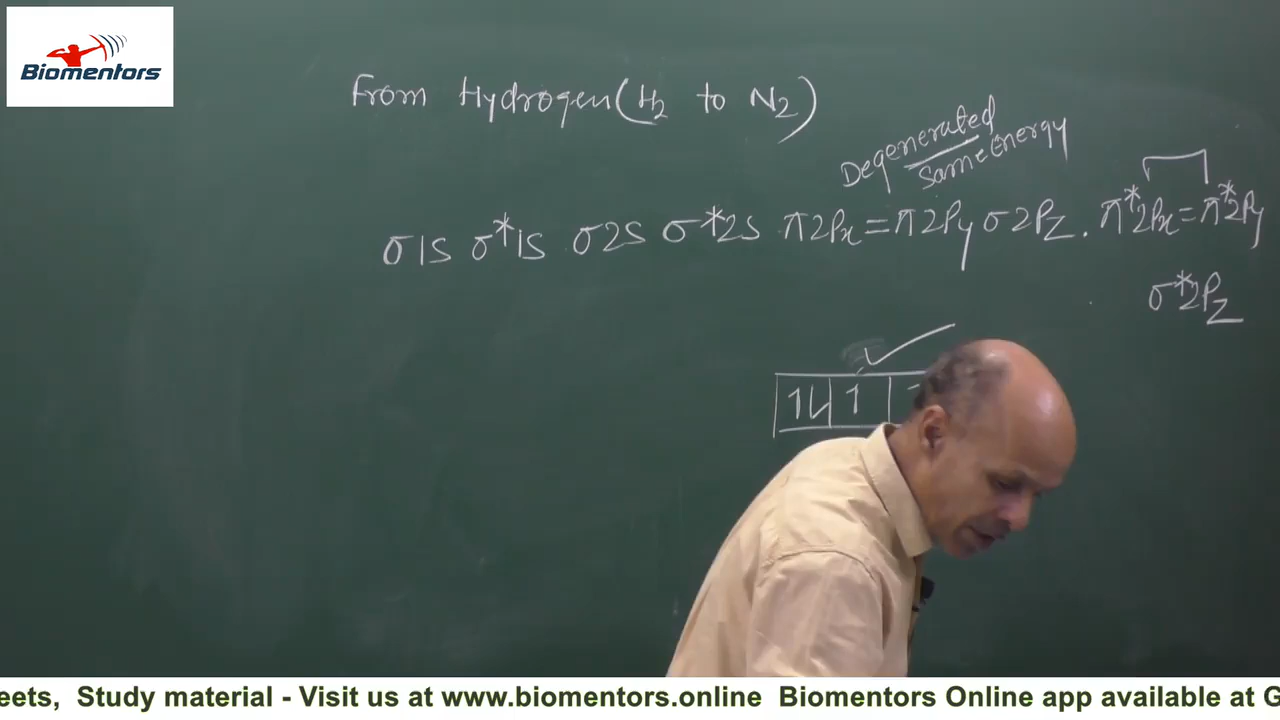 Biomentors
From Hydrogen (H2 to N2)
Degenerated
Same Energy
σ1S σ*1S σ2S σ*2S π2Px = π2Py σ2Pz . π*2Px = π*2Py
σ*2Pz
1L 1 1
eets, Study material - Visit us at www.biomentors.online Biomentors Online app available at G